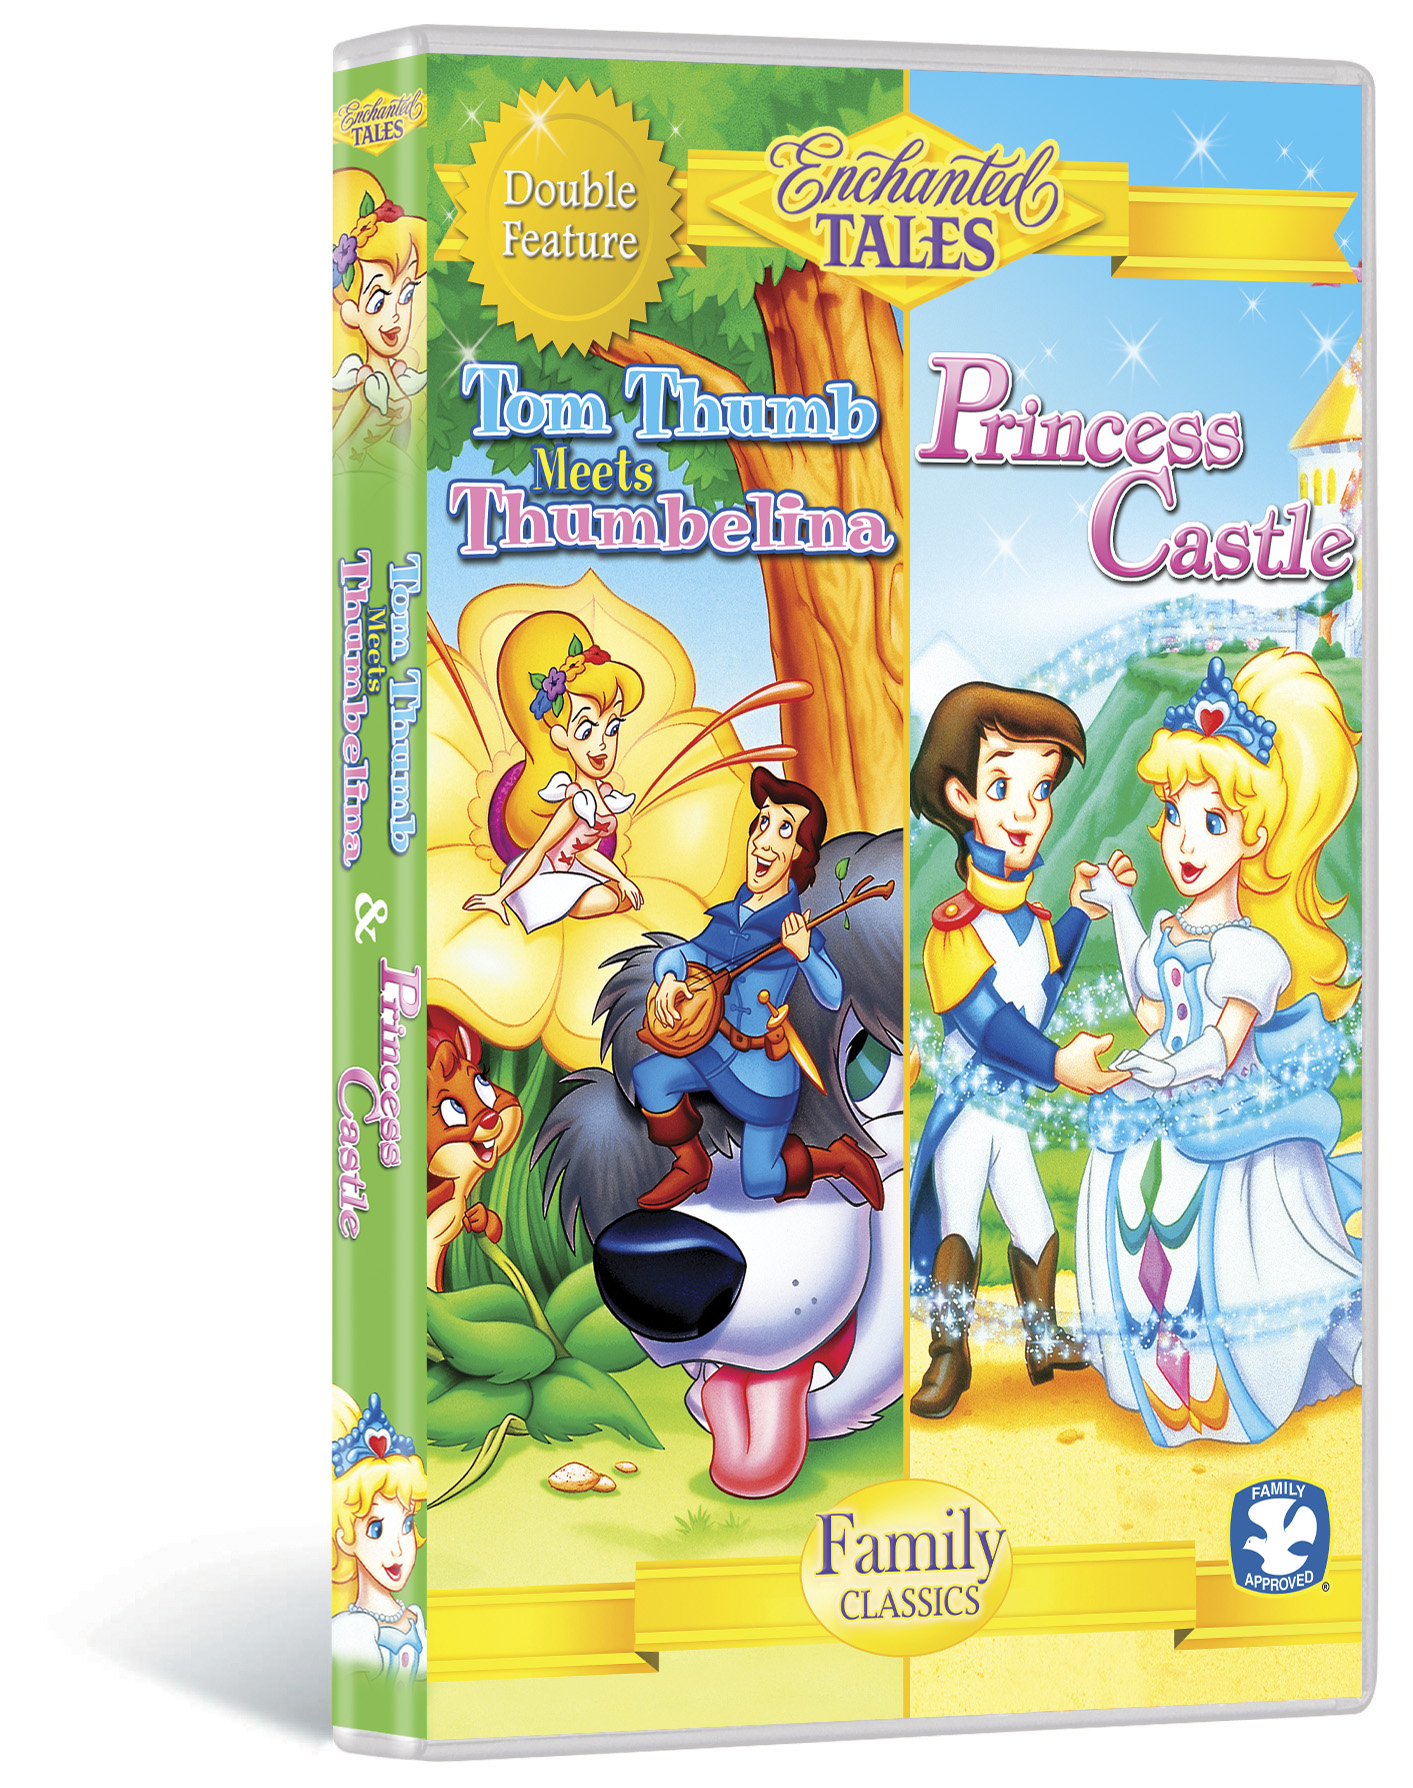 Enchanted
TALES
Tom Thumb
Meets
Thumbelina
&
Princess
Castle
Double
Feature
Enchanted
TALES
Tom Thumb
Meets
Thumbelina
Princess
Castle
Family
CLASSICS
FAMILY
APPROVED
®